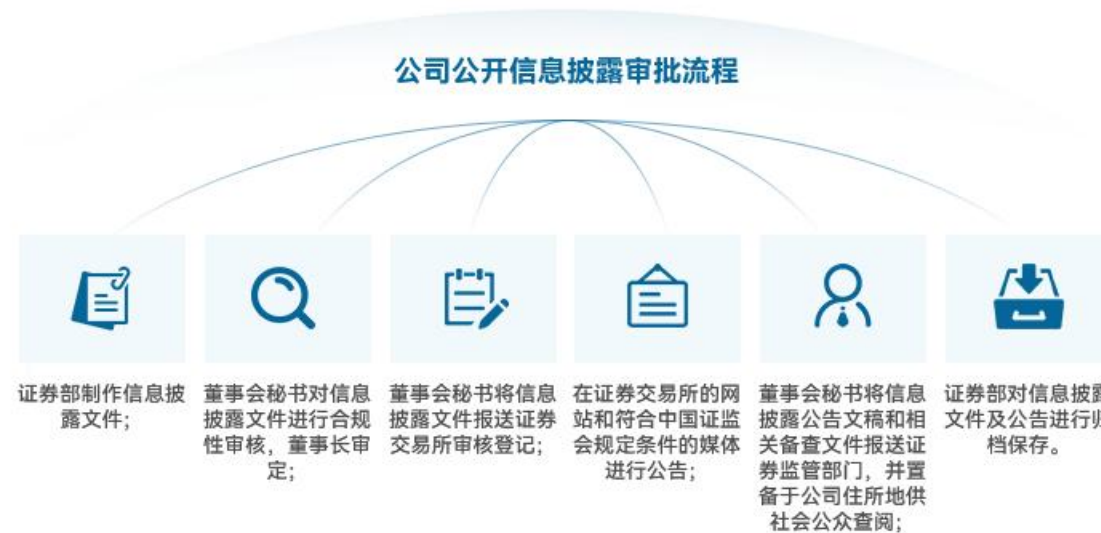 公司公开信息披露审批流程
证券部制作信息披
露文件;
董事会秘书对信息
披露文件进行合规
性审核，董事长审
定;
董事会秘书将信息
披露文件报送证券
交易所审核登记;
在证券交易所的网
站和符合中国证监
会规定条件的媒体
进行公告;
董事会秘书将信息
披露公告文稿和相
关备查文件报送证
券监管部门，并置
备于公司住所地供
社会公众查阅;
证券部对信息披露
文件及公告进行归
档保存。